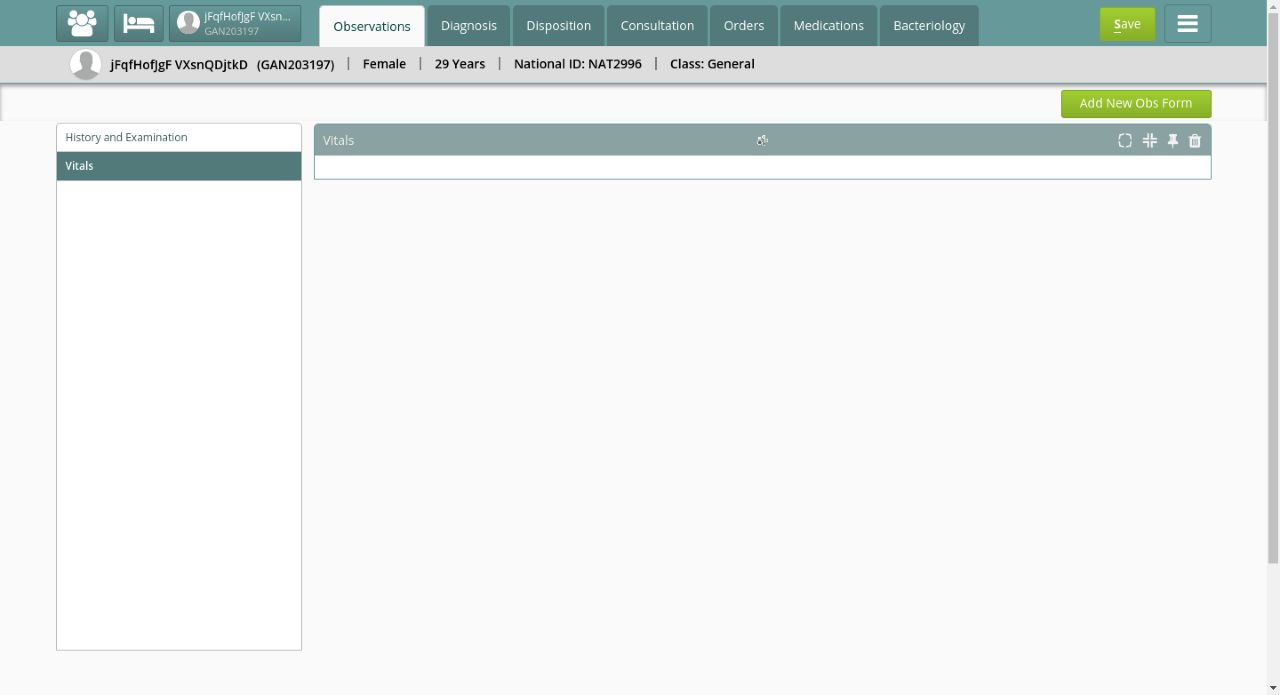 jFqfHofJgF VXsn...
GAN203197
Observations
Diagnosis
Disposition
Consultation
Orders
Medications
Bacteriology
Save
jFqfHofJgF VXsnQDjtkD (GAN203197) | Female | 29 Years | National ID: NAT2996 | Class: General
Add New Obs Form
History and Examination
Vitals
Vitals